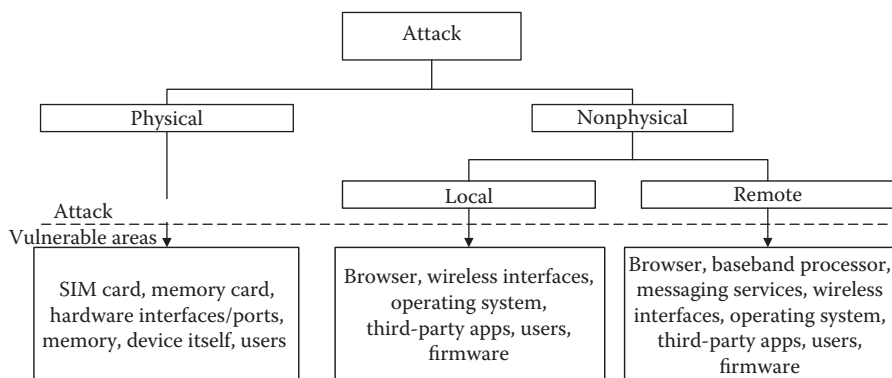 Attack
Physical
Nonphysical
Local
Remote
Attack
Vulnerable areas
SIM card, memory card,
hardware interfaces/ports,
memory, device itself, users
Browser, wireless interfaces,
operating system,
third-party apps, users,
firmware
Browser, baseband processor,
messaging services, wireless
interfaces, operating system,
third-party apps, users,
firmware